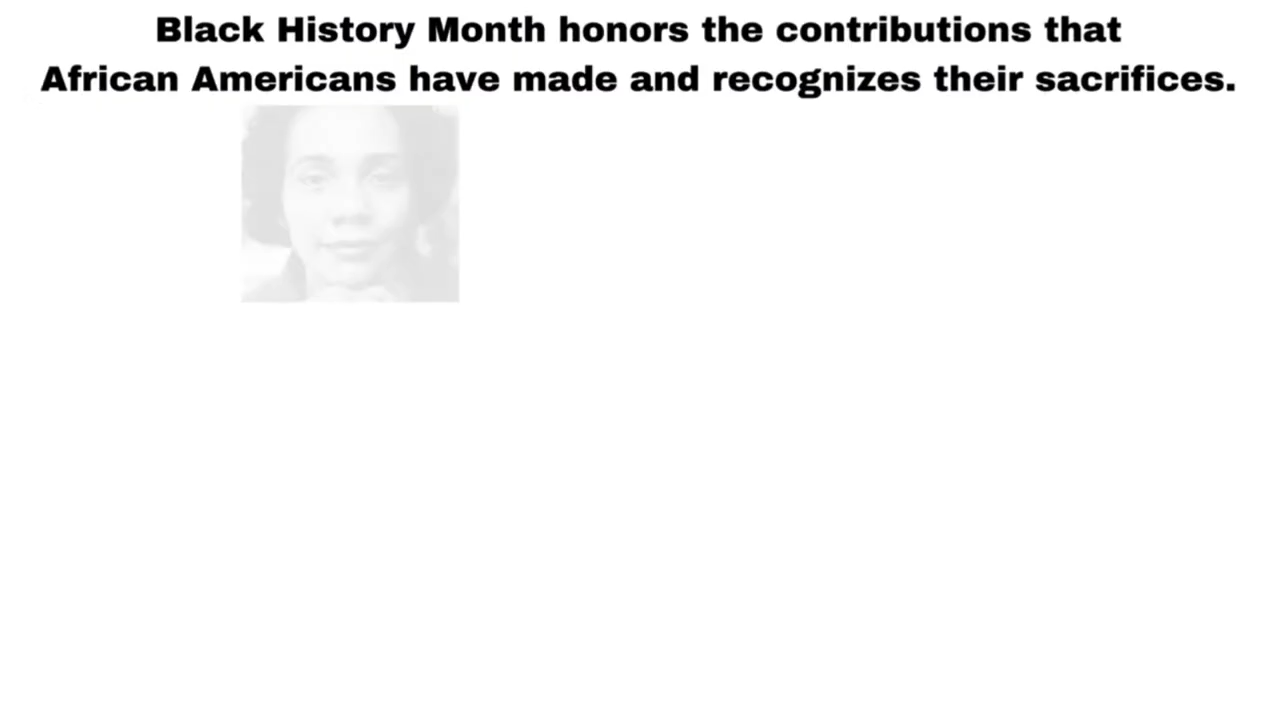 Black History Month honors the contributions that
African Americans have made and recognizes their sacrifices.